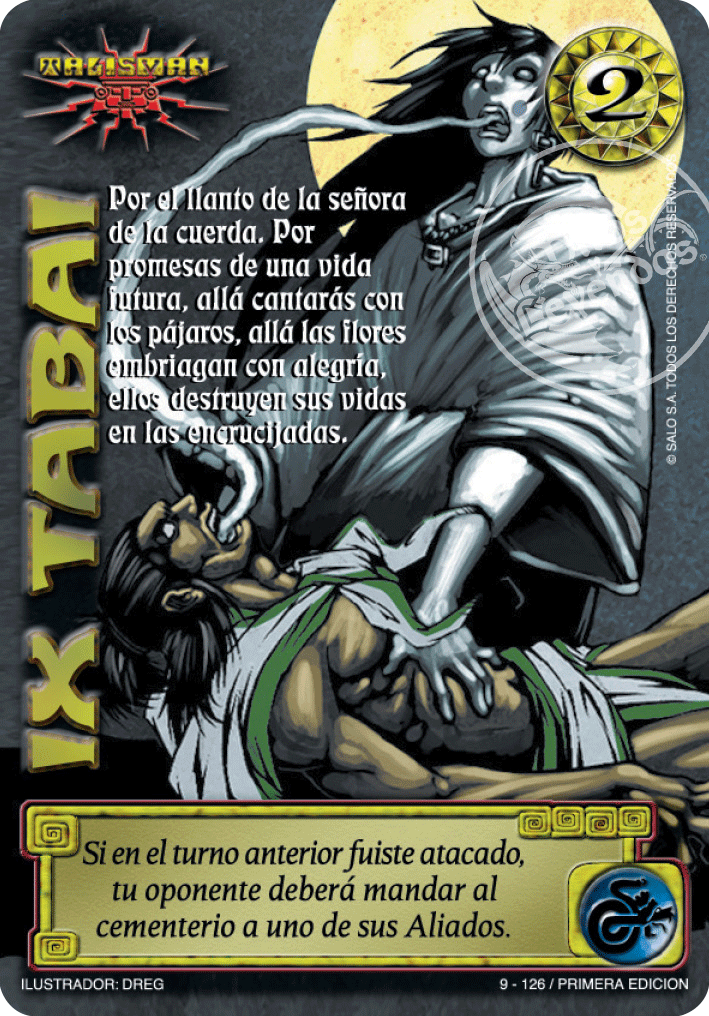 TALISMAN
2
IX TABAI
Por el llanto de la señora
de la cuerda. Por
promesas de una vida
futura, allá cantarás con
los pájaros, allá las flores
embriagan con alegría,
ellos destruyen sus vidas
en las encrucijadas.
© SALO S.A. TODOS LOS DERECHOS RESERVADOS
Si en el turno anterior fuiste atacado,
tu oponente deberá mandar al
cementerio a uno de sus Aliados.
ILUSTRADOR: DREG
9 - 126 / PRIMERA EDICION